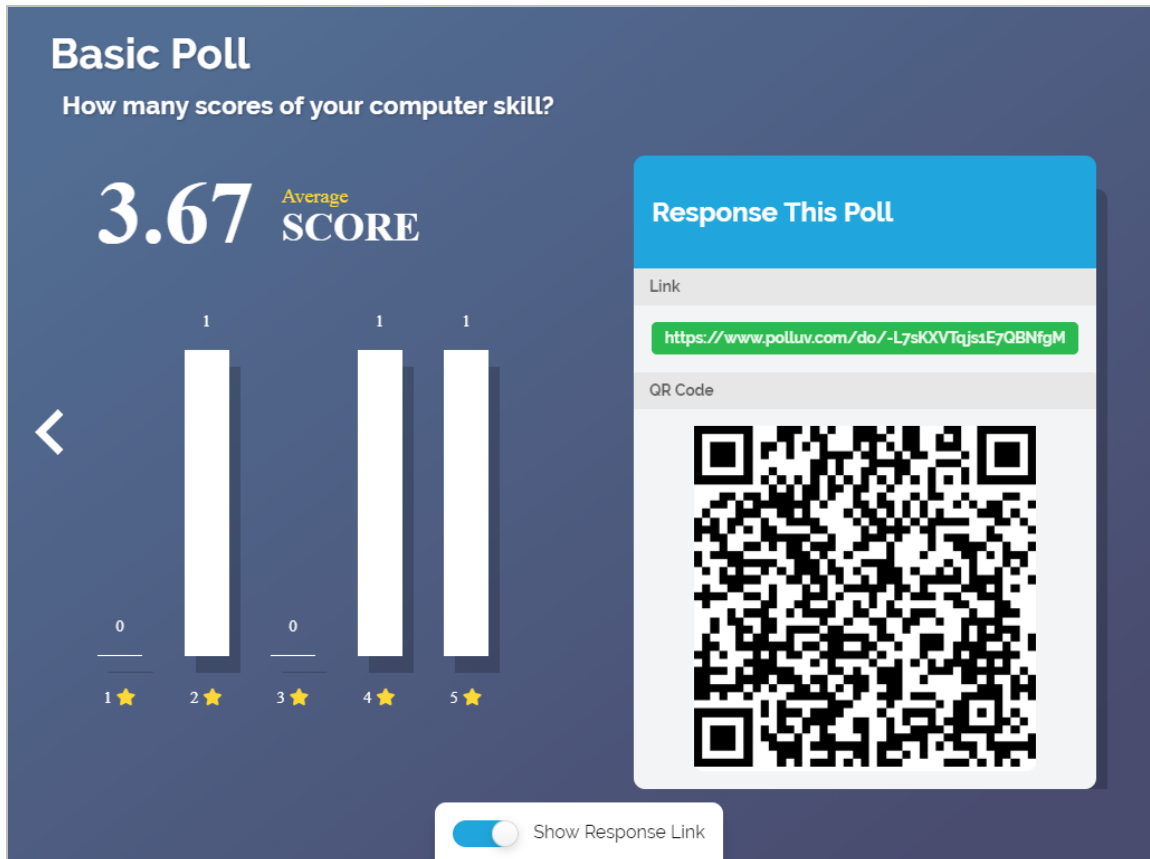 Basic Poll
How many scores of your computer skill?
3.67
Average
SCORE
1
1
1
0
0
1
2
3
4
5
Response This Poll
Link
https://www.polluv.com/do/-L7sKXVTqjs1E7QBNfgM
QR Code
Show Response Link